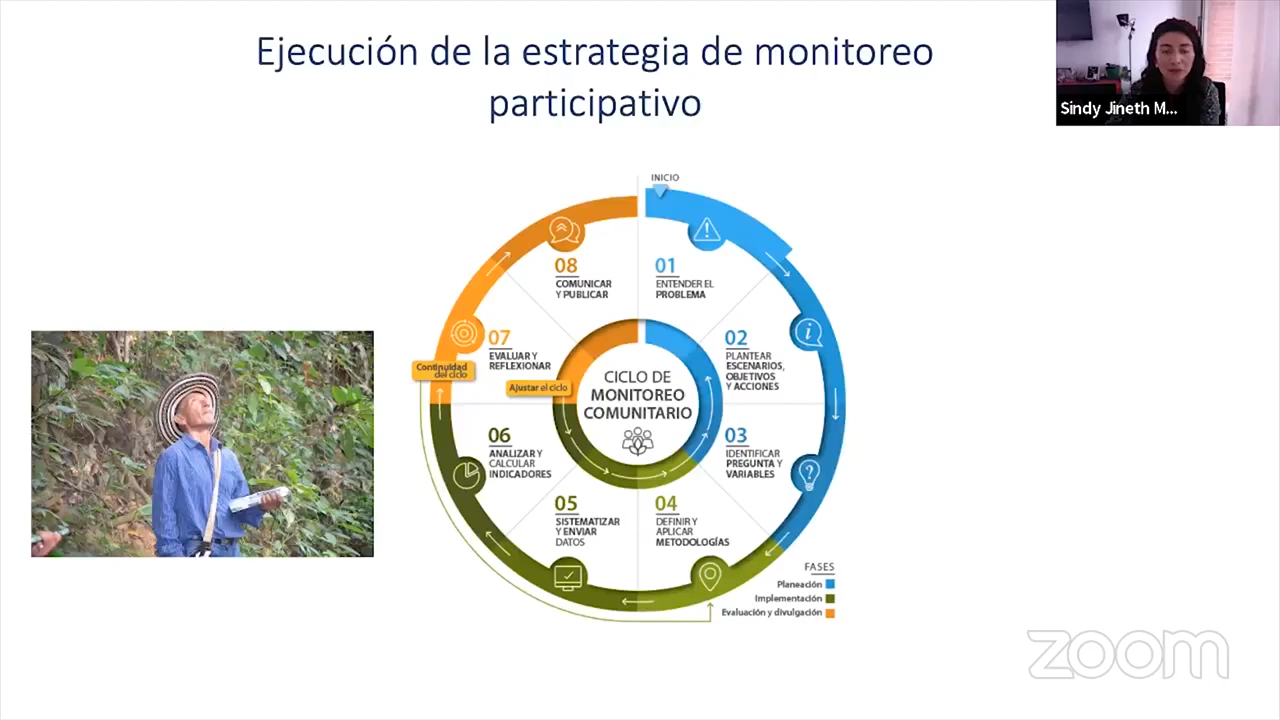 Ejecución de la estrategia de monitoreo
participativo
Sindy Jineth M...
INICIO
01
ENTENDER EL
PROBLEMA
02
PLANTEAR
ESCENARIOS,
OBJETIVOS
Y ACCIONES
03
IDENTIFICAR
PREGUNTA Y
VARIABLES
04
DEFINIR Y
APLICAR
METODOLOGÍAS
05
SISTEMATIZAR
Y ENVIAR
DATOS
06
ANALIZAR Y
CALCULAR
INDICADORES
07
EVALUAR Y
REFLEXIONAR
08
COMUNICAR
Y PUBLICAR
Continuidad
del ciclo
Ajustar el ciclo
CICLO DE
MONITOREO
COMUNITARIO
FASES
Planeación
Implementación
Evaluación y divulgación
zoom